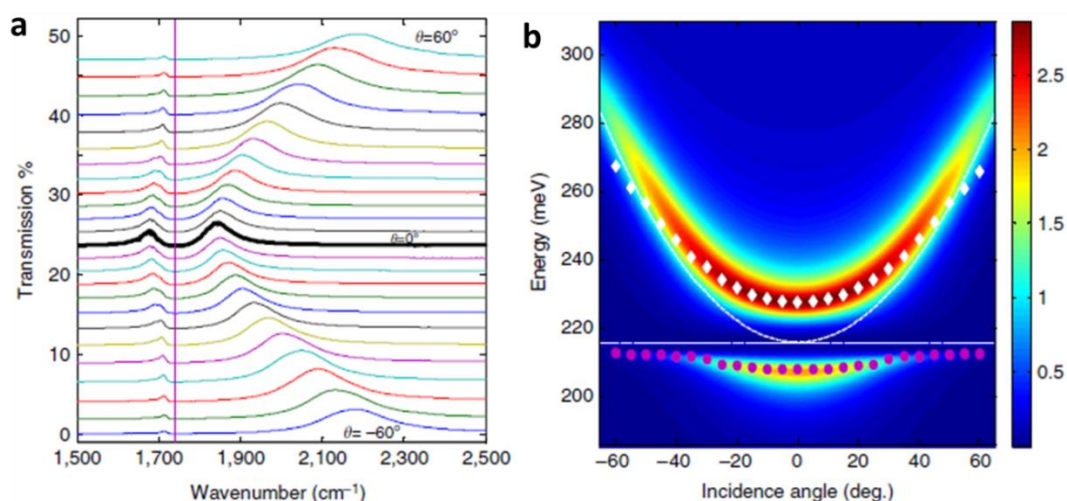 a
50
40
30
20
10
0
Transmission %
θ=60°
θ=0°
θ= −60°
1,500 1,700 1,900 2,100 2,300 2,500
Wavenumber (cm⁻¹)
b
300
280
260
240
220
200
Energy (meV)
−60 −40 −20 0 20 40 60
Incidence angle (deg.)
2.5
2
1.5
1
0.5